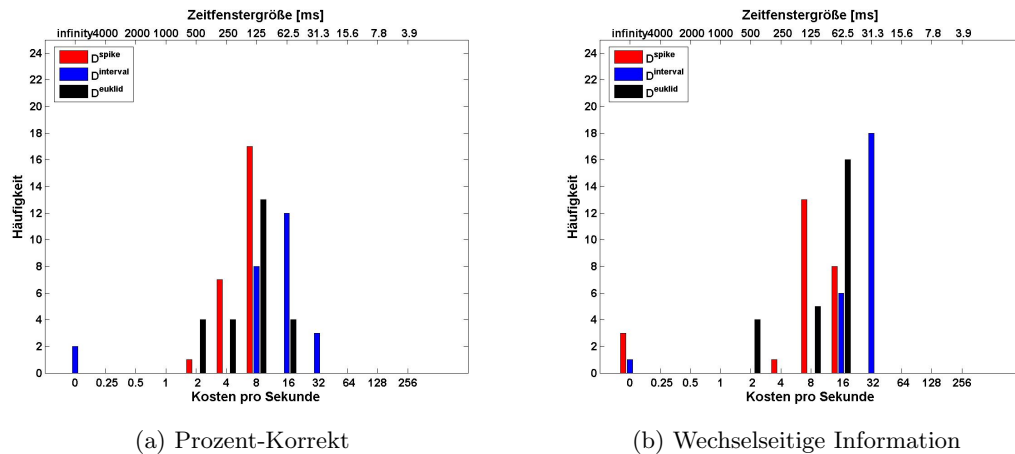 Zeitfenstergröße [ms]
infinity 4000 2000 1000 500 250 125 62.5 31.3 15.6 7.8 3.9
D^spike
D^interval
D^euklid
24
22
20
18
16
14
12
10
8
6
4
2
0
Häufigkeit
0 0.25 0.5 1 2 4 8 16 32 64 128 256
Kosten pro Sekunde
(a) Prozent-Korrekt
Zeitfenstergröße [ms]
infinity 4000 2000 1000 500 250 125 62.5 31.3 15.6 7.8 3.9
D^spike
D^interval
D^euklid
24
22
20
18
16
14
12
10
8
6
4
2
0
Häufigkeit
0 0.25 0.5 1 2 4 8 16 32 64 128 256
Kosten pro Sekunde
(b) Wechselseitige Information